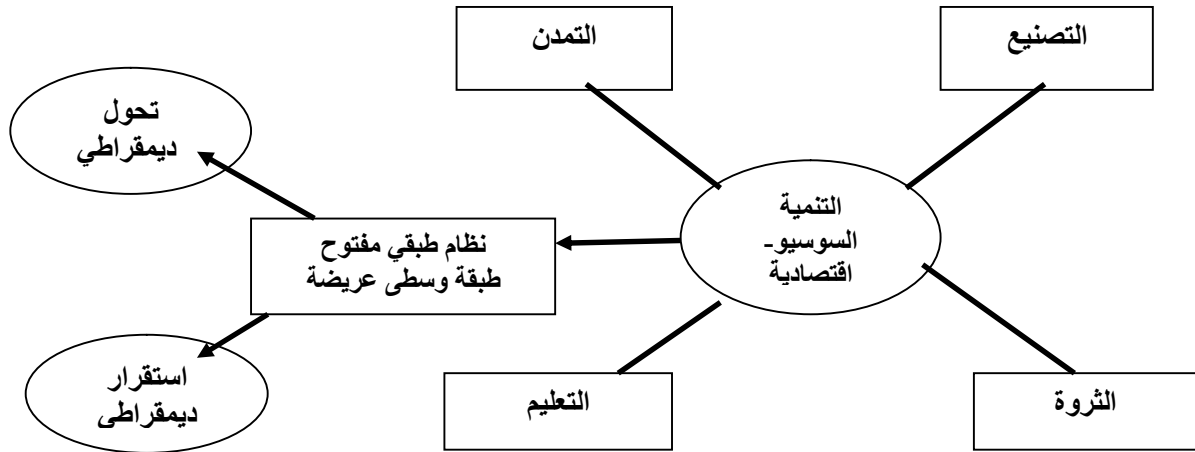 التصنيع
التمدن
تحول
ديمقراطي
التنمية
السوسيو-
اقتصادية
نظام طبقي مفتوح
طبقة وسطى عريضة
استقرار
ديمقراطى
التعليم
الثروة